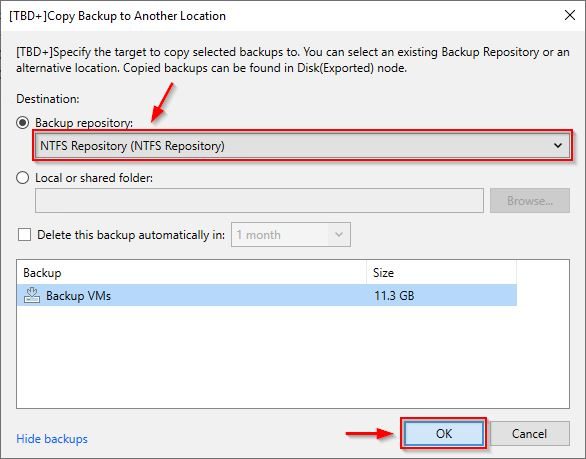 [TBD+]Copy Backup to Another Location
[TBD+]Specify the target to copy selected backups to. You can select an existing Backup Repository or an
alternative location. Copied backups can be found in Disk(Exported) node.
Destination:
Backup repository:
NTFS Repository (NTFS Repository)
Local or shared folder:
Browse...
Delete this backup automatically in: 1 month
Backup Size
Backup VMs 11.3 GB
Hide backups OK Cancel